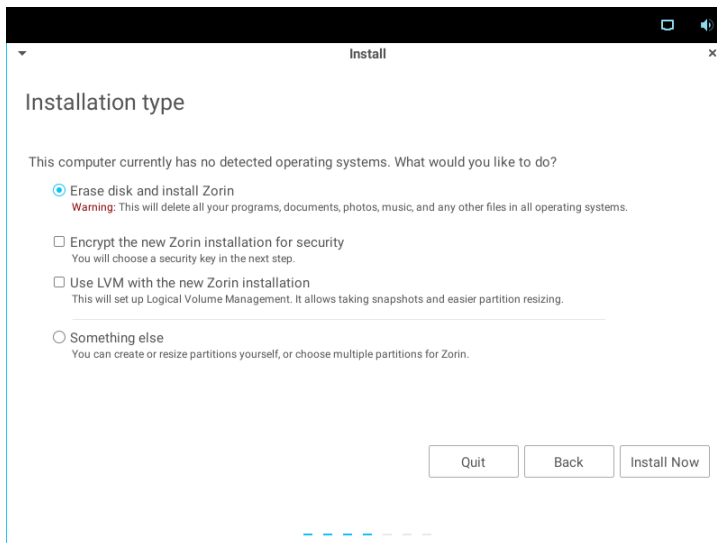 Install
Installation type
This computer currently has no detected operating systems. What would you like to do?
Erase disk and install Zorin
Warning: This will delete all your programs, documents, photos, music, and any other files in all operating systems.
Encrypt the new Zorin installation for security
You will choose a security key in the next step.
Use LVM with the new Zorin installation
This will set up Logical Volume Management. It allows taking snapshots and easier partition resizing.
Something else
You can create or resize partitions yourself, or choose multiple partitions for Zorin.
Quit Back Install Now